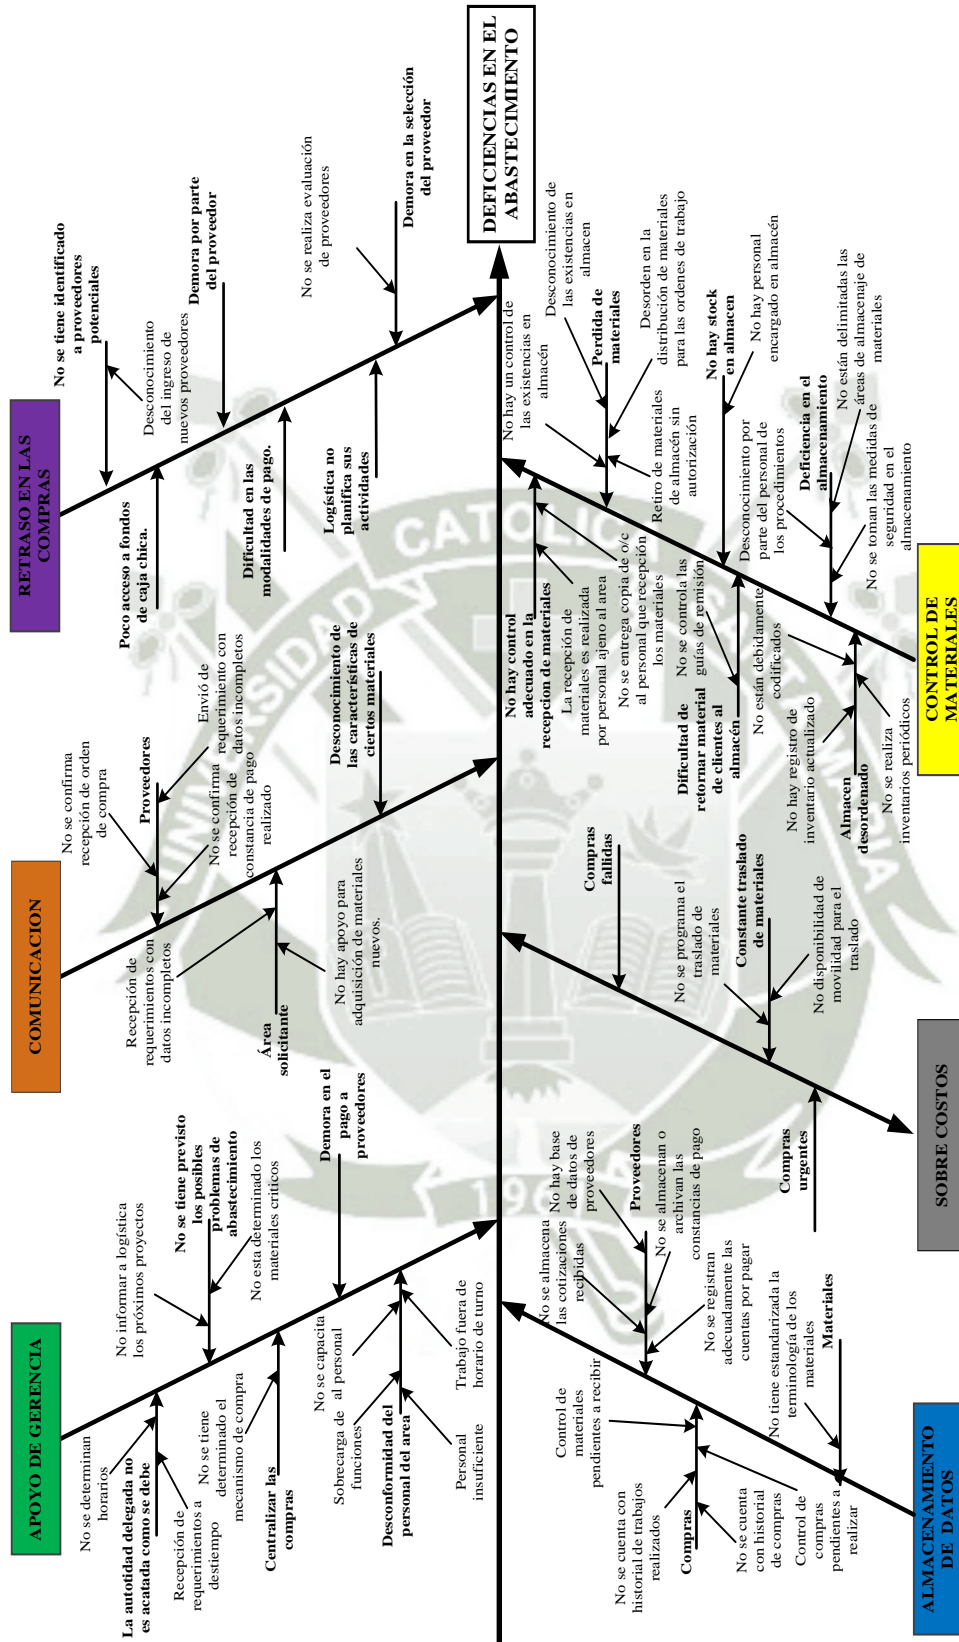 APOYO DE GERENCIA
No se determinan
horarios
La autotidad delegada no
es acatada como se debe
Recepción de
requerimientos a
destiempo
No informar a logística
los próximos proyectos
No se tiene previsto
los posibles
problemas de
abastecimiento
No esta determinado los
materiales criticos
No se tiene
determinado el
mecanismo de compra
Centralizar las
compras
Demora en el
pago a
proveedores
No se capacita
al personal
Sobrecarga de
funciones
Desconformidad del
personal del area
Personal
insuficiente
Trabajo fuera de
horario de turno
COMUNICACION
No se confirma
recepción de orden
de compra
Proveedores
Envió de
requerimiento con
datos incompletos
No se confirma
recepción de
constancia de pago
realizado
Recepción de
requerimientos con
datos incompletos
Área
solicitante
No hay apoyo para
adquisición de materiales
nuevos.
Desconocimiento de
las características de
ciertos materiales
RETRASO EN LAS
COMPRAS
No se tiene identificado
a proveedores
potenciales
Desconocimiento
del ingreso de
nuevos proveedores
Poco acceso a fondos
de caja chica.
Demora por parte
del proveedor
Dificultad en las
modalidades de pago.
No se realiza evaluación
de proveedores
Logística no
planifica sus
actividades
Demora en la selección
del proveedor
DEFICIENCIAS EN EL
ABASTECIMIENTO
ALMACENAMIENTO
DE DATOS
No se almacena
las cotizaciones
recibidas
No hay base
de datos de
proveedores
Proveedores
No se almacenan o
archivan las
constancias de pago
No se registran
adecuadamente las
cuentas por pagar
Control de
materiales
pendientes a recibir
No se cuenta con
historial de trabajos
realizados
Compras
No se cuenta
con historial
de compras
Control de
compras
pendientes a
realizar
No tiene estandarizada la
terminología de los
materiales
Materiales
SOBRE COSTOS
Compras
fallidas
No se programa el
traslado de
materiales
Constante traslado
de materiales
No disponibilidad de
movilidad para el
traslado
Compras
urgentes
CONTROL DE
MATERIALES
No hay control
adecuado en la
recepcion de materiales
La recepción de
materiales es realizada
por personal ajeno al area
No se entrega copia de o/c
al personal que recepción
los materiales
No hay un control de
las existencias en
almacén
Desconocimiento de
las existencias en
almacen
Perdida de
materiales
Desorden en la
distribución de materiales
para las ordenes de trabajo
Retiro de materiales
de almacén sin
autorización
No se controla las
guías de remisión
Dificultad de
retornar material
de clientes al
almacén
No hay stock
en almacen
No hay personal
encargado en almacén
No están debidamente
codificados
No hay registro de
inventario actualizado
Almacen
desordenado
No se realiza
inventarios periódicos
Desconocimiento por
parte del personal de
los procedimientos
Deficiencia en el
almacenamiento
No están delimitadas las
áreas de almacenaje de
materiales
No se toman las medidas de
seguridad en el
almacenamiento